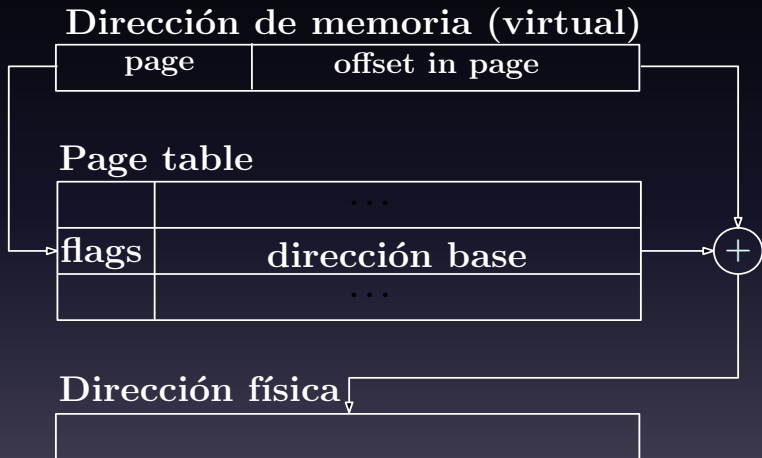 Dirección de memoria (virtual)
page offset in page
Page table
...
flags dirección base
+
...
Dirección física